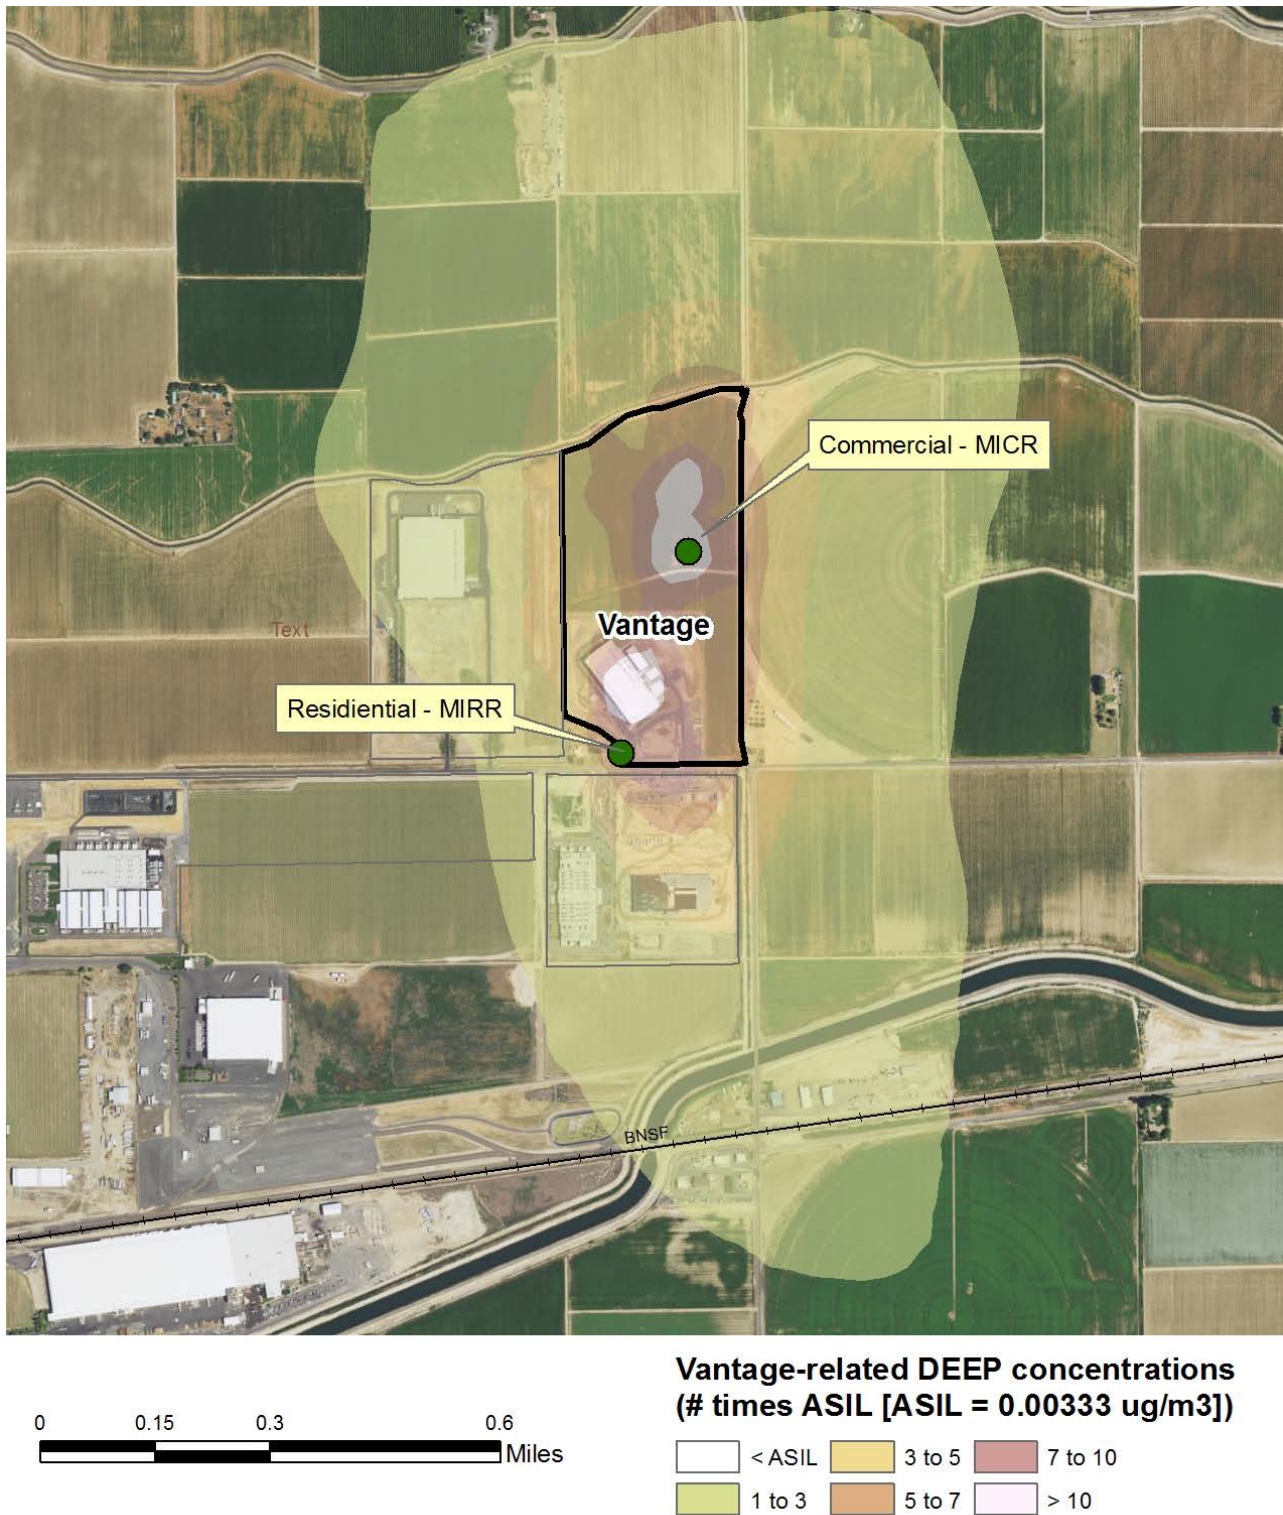 Commercial - MICR
Vantage
Text
Residiential - MIRR
BNSF
Vantage-related DEEP concentrations
(# times ASIL [ASIL = 0.00333 ug/m3])
0 0.15 0.3 0.6
Miles
< ASIL 3 to 5 7 to 10
1 to 3 5 to 7 > 10